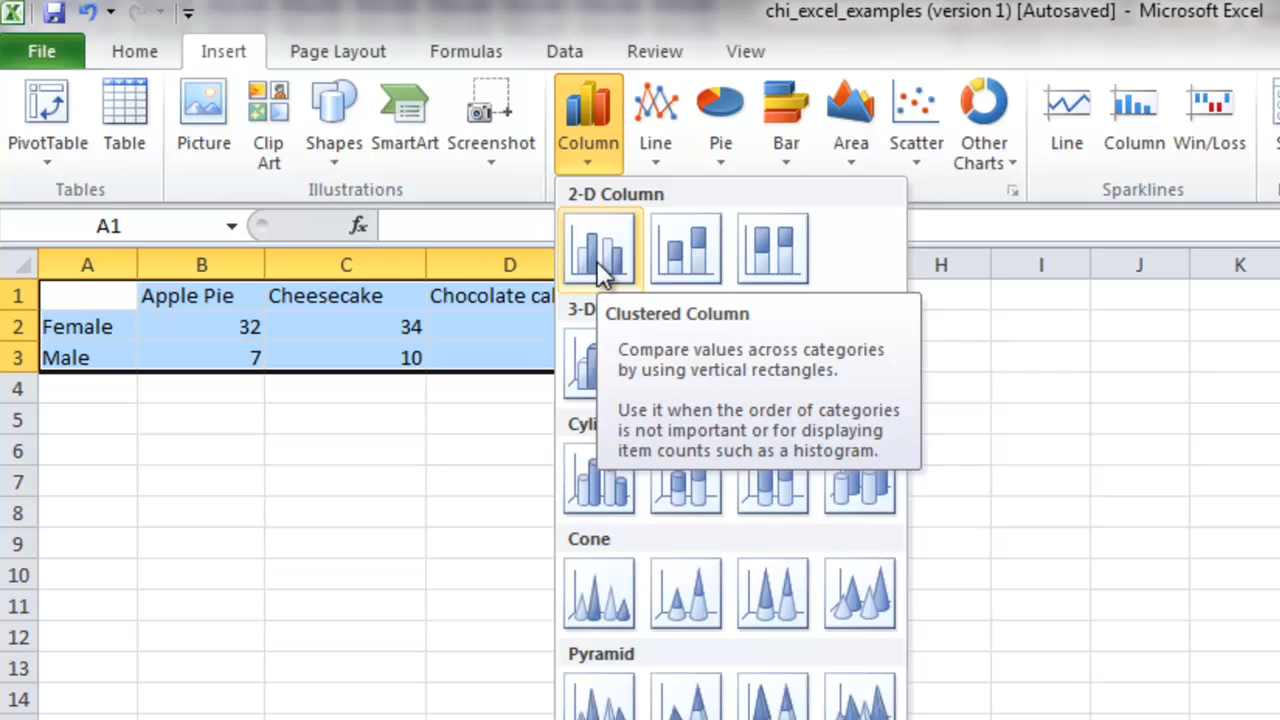 chi_excel_examples (version 1) [Autosaved] - Microsoft Excel
File Home Insert Page Layout Formulas Data Review View
PivotTable Table Picture Clip Art Shapes SmartArt Screenshot Column Line Pie Bar Area Scatter Other Charts Line Column Win/Loss
Tables Illustrations Sparklines
2-D Column
A1 fx
A B C D H I J K
1 Apple Pie Cheesecake Chocolate
2 Female 32 34
3 Male 7 10
3-D
Clustered Column
Compare values across categories
by using vertical rectangles.
Use it when the order of categories
is not important or for displaying
item counts such as a histogram.
4
5
6
7
8
9
10
11
12
13
14
Cone
Pyramid